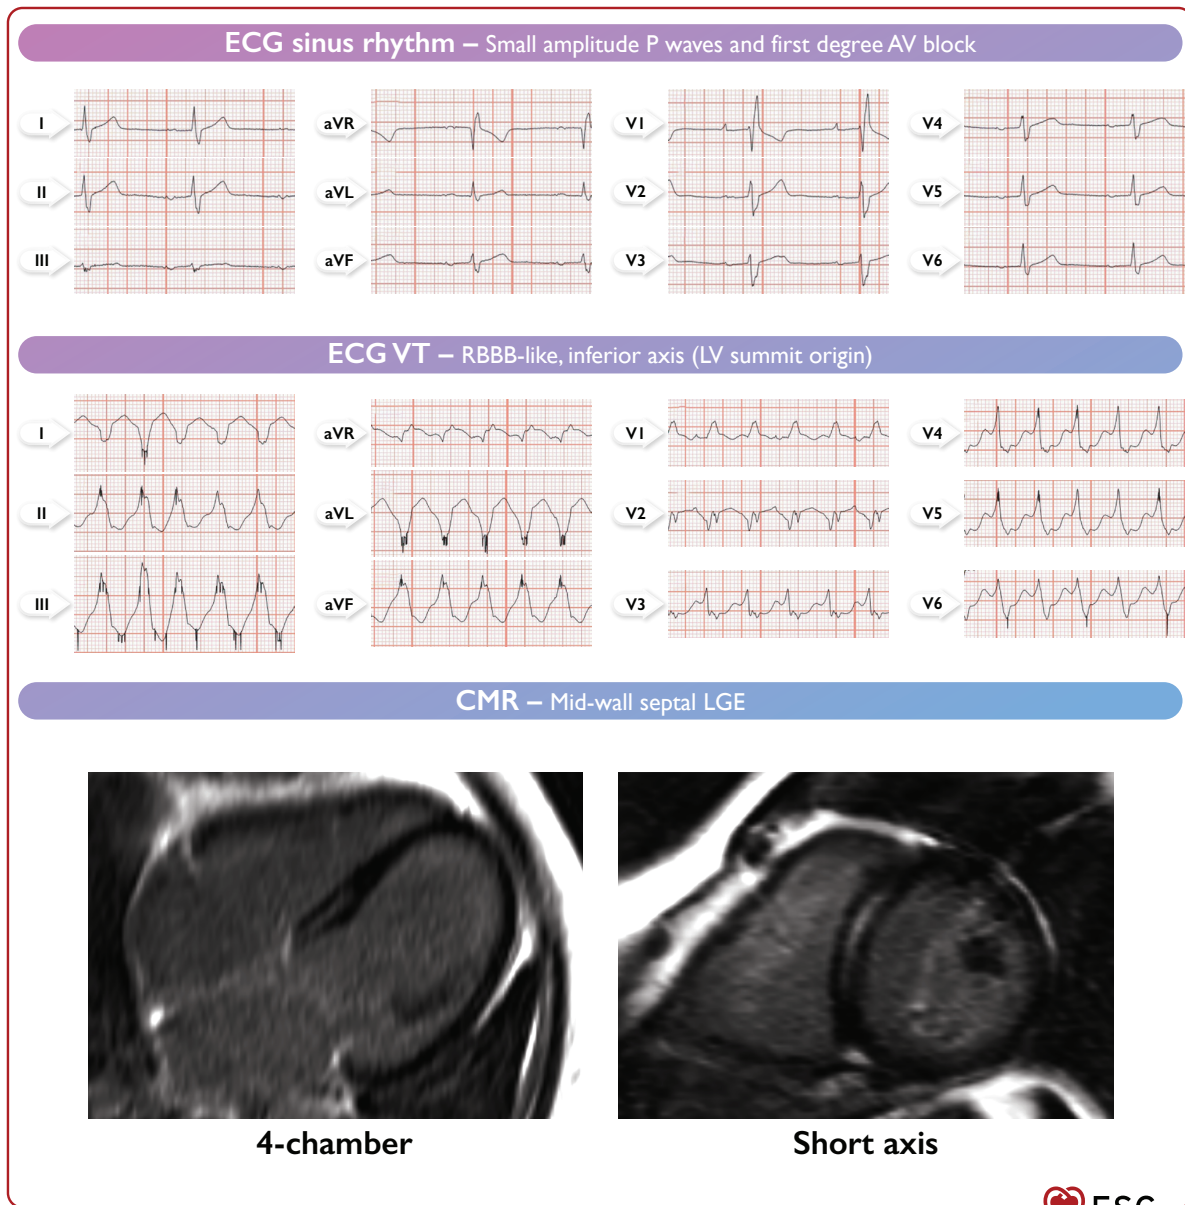 ECG sinus rhythm – Small amplitude P waves and first degree AV block
I
aVR
V1
V4
II
aVL
V2
V5
III
aVF
V3
V6
ECG VT – RBBB-like, inferior axis (LV summit origin)
I
aVR
V1
V4
II
aVL
V2
V5
III
aVF
V3
V6
CMR – Mid-wall septal LGE
4-chamber
Short axis
ESC